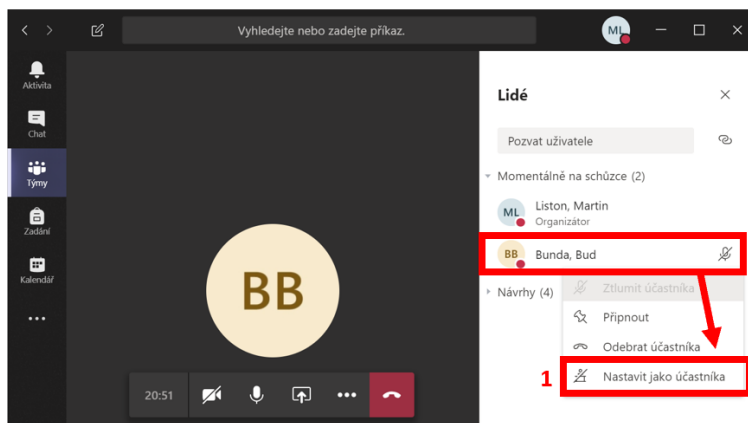 Vyhledejte nebo zadejte příkaz.
ML
Aktivita
Chat
Týmy
Zadání
Kalendář
BB
20:51
Lidé
Pozvat uživatele
Momentálně na schůzce (2)
ML
Liston, Martin
Organizátor
BB
Bunda, Bud
Návrhy (4)
Ztlumit účastníka
Připnout
Odebrat účastníka
1
Nastavit jako účastníka